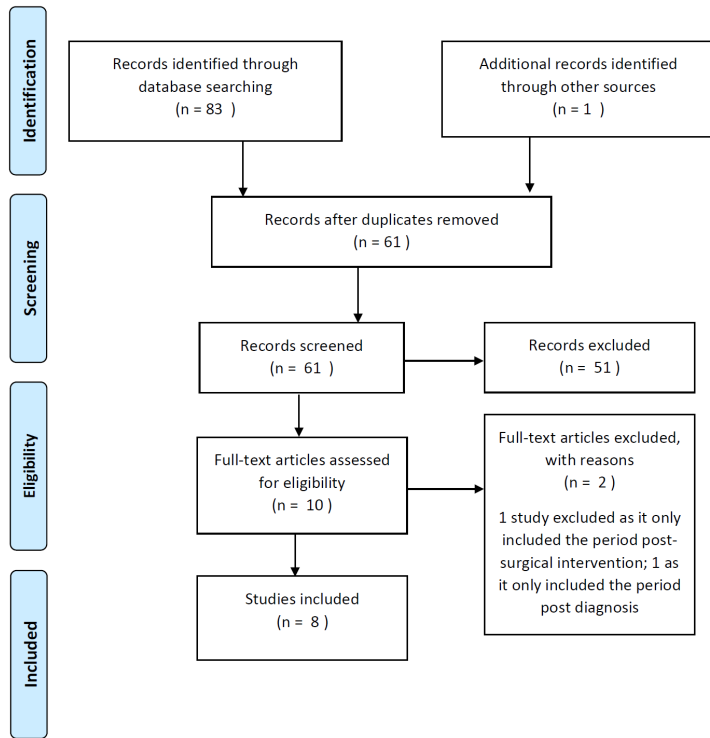 Identification
Records identified through
database searching
(n = 83 )
Additional records identified
through other sources
(n = 1 )
Screening
Records after duplicates removed
(n = 61 )
Records screened
(n = 61 )
Records excluded
(n = 51 )
Eligibility
Full-text articles assessed
for eligibility
(n = 10 )
Full-text articles excluded,
with reasons
(n = 2 )
1 study excluded as it only
included the period post-
surgical intervention; 1 as
it only included the period
post diagnosis
Included
Studies included
(n = 8 )